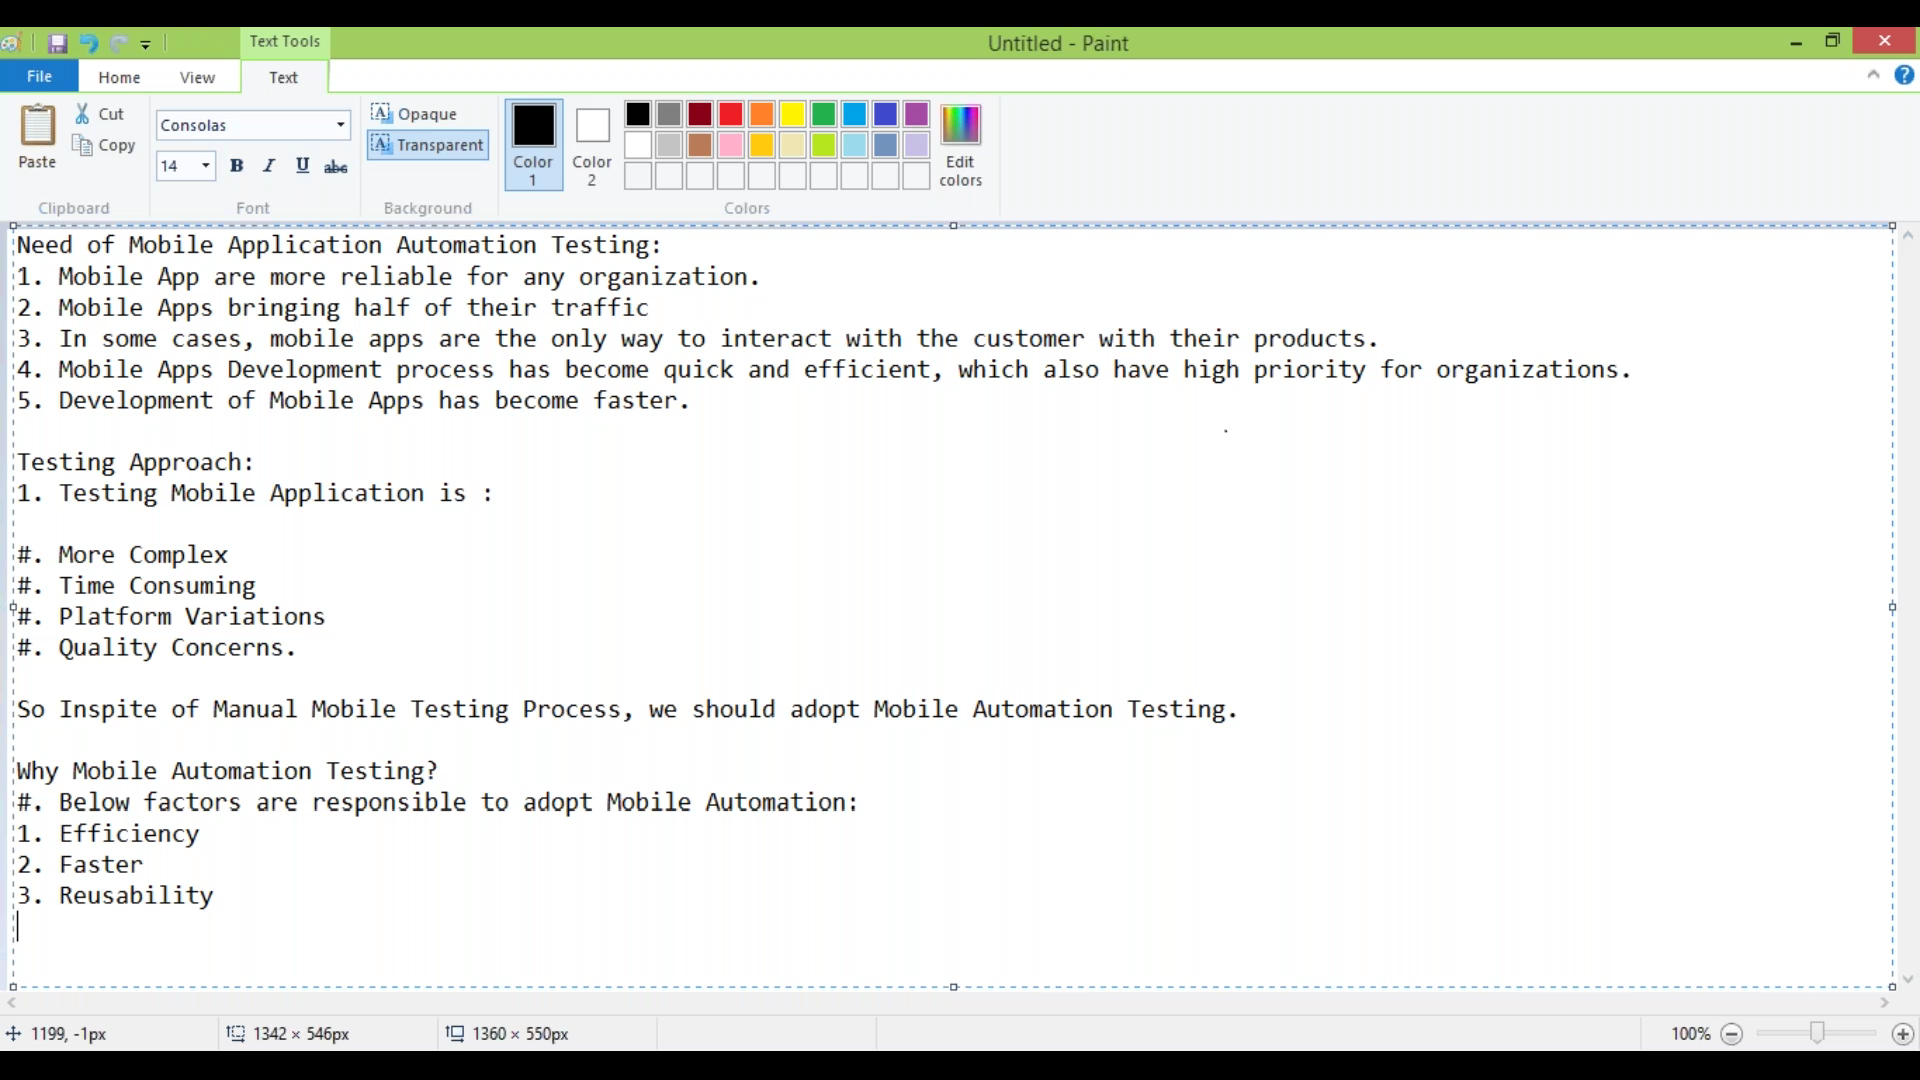 Text Tools
Untitled - Paint
File
Home
View
Text
Paste
Cut
Copy
Clipboard
Consolas
14
B
I
U
abc
Font
Opaque
Transparent
Background
Color 1
Color 2
Edit colors
Colors
Need of Mobile Application Automation Testing:
1. Mobile App are more reliable for any organization.
2. Mobile Apps bringing half of their traffic
3. In some cases, mobile apps are the only way to interact with the customer with their products.
4. Mobile Apps Development process has become quick and efficient, which also have high priority for organizations.
5. Development of Mobile Apps has become faster.
Testing Approach:
1. Testing Mobile Application is :
#. More Complex
#. Time Consuming
#. Platform Variations
#. Quality Concerns.
So Inspite of Manual Mobile Testing Process, we should adopt Mobile Automation Testing.
Why Mobile Automation Testing?
#. Below factors are responsible to adopt Mobile Automation:
1. Efficiency
2. Faster
3. Reusability
1199, -1px
1342 × 546px
1360 × 550px
100%